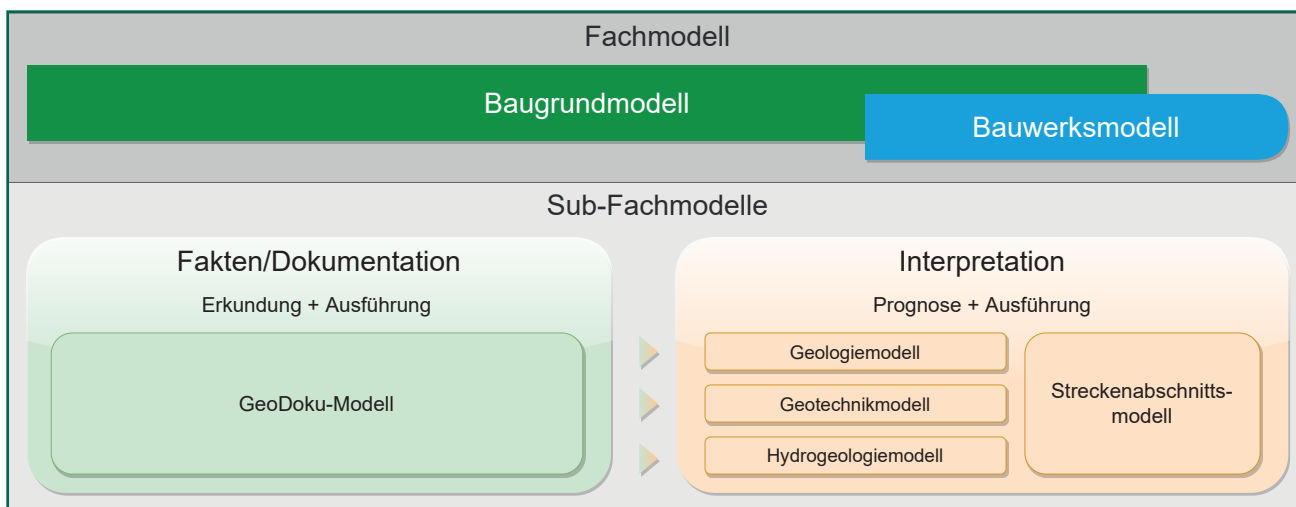 Fachmodell
Baugrundmodell
Bauwerksmodell
Sub-Fachmodelle
Fakten/Dokumentation
Erkundung + Ausführung
GeoDoku-Modell
Interpretation
Prognose + Ausführung
Geologiemodell
Geotechnikmodell
Hydrogeologiemodell
Streckenabschnitts-
modell